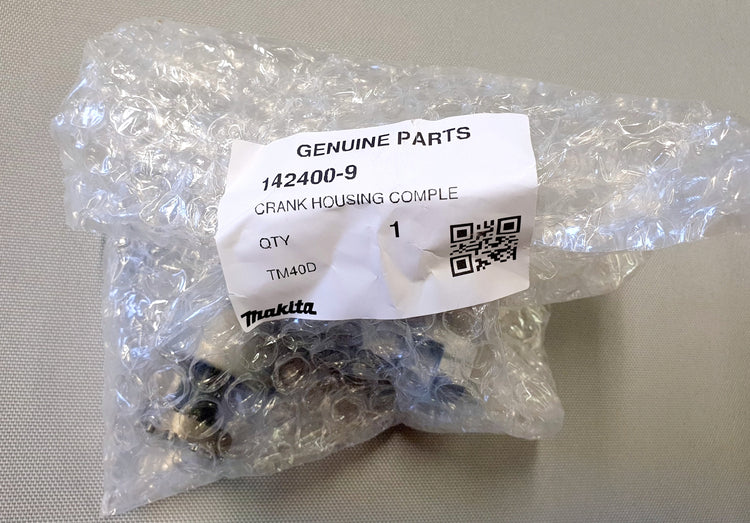 GENUINE PARTS
142400-9
CRANK HOUSING COMPLE
QTY 1
TM40D
makita